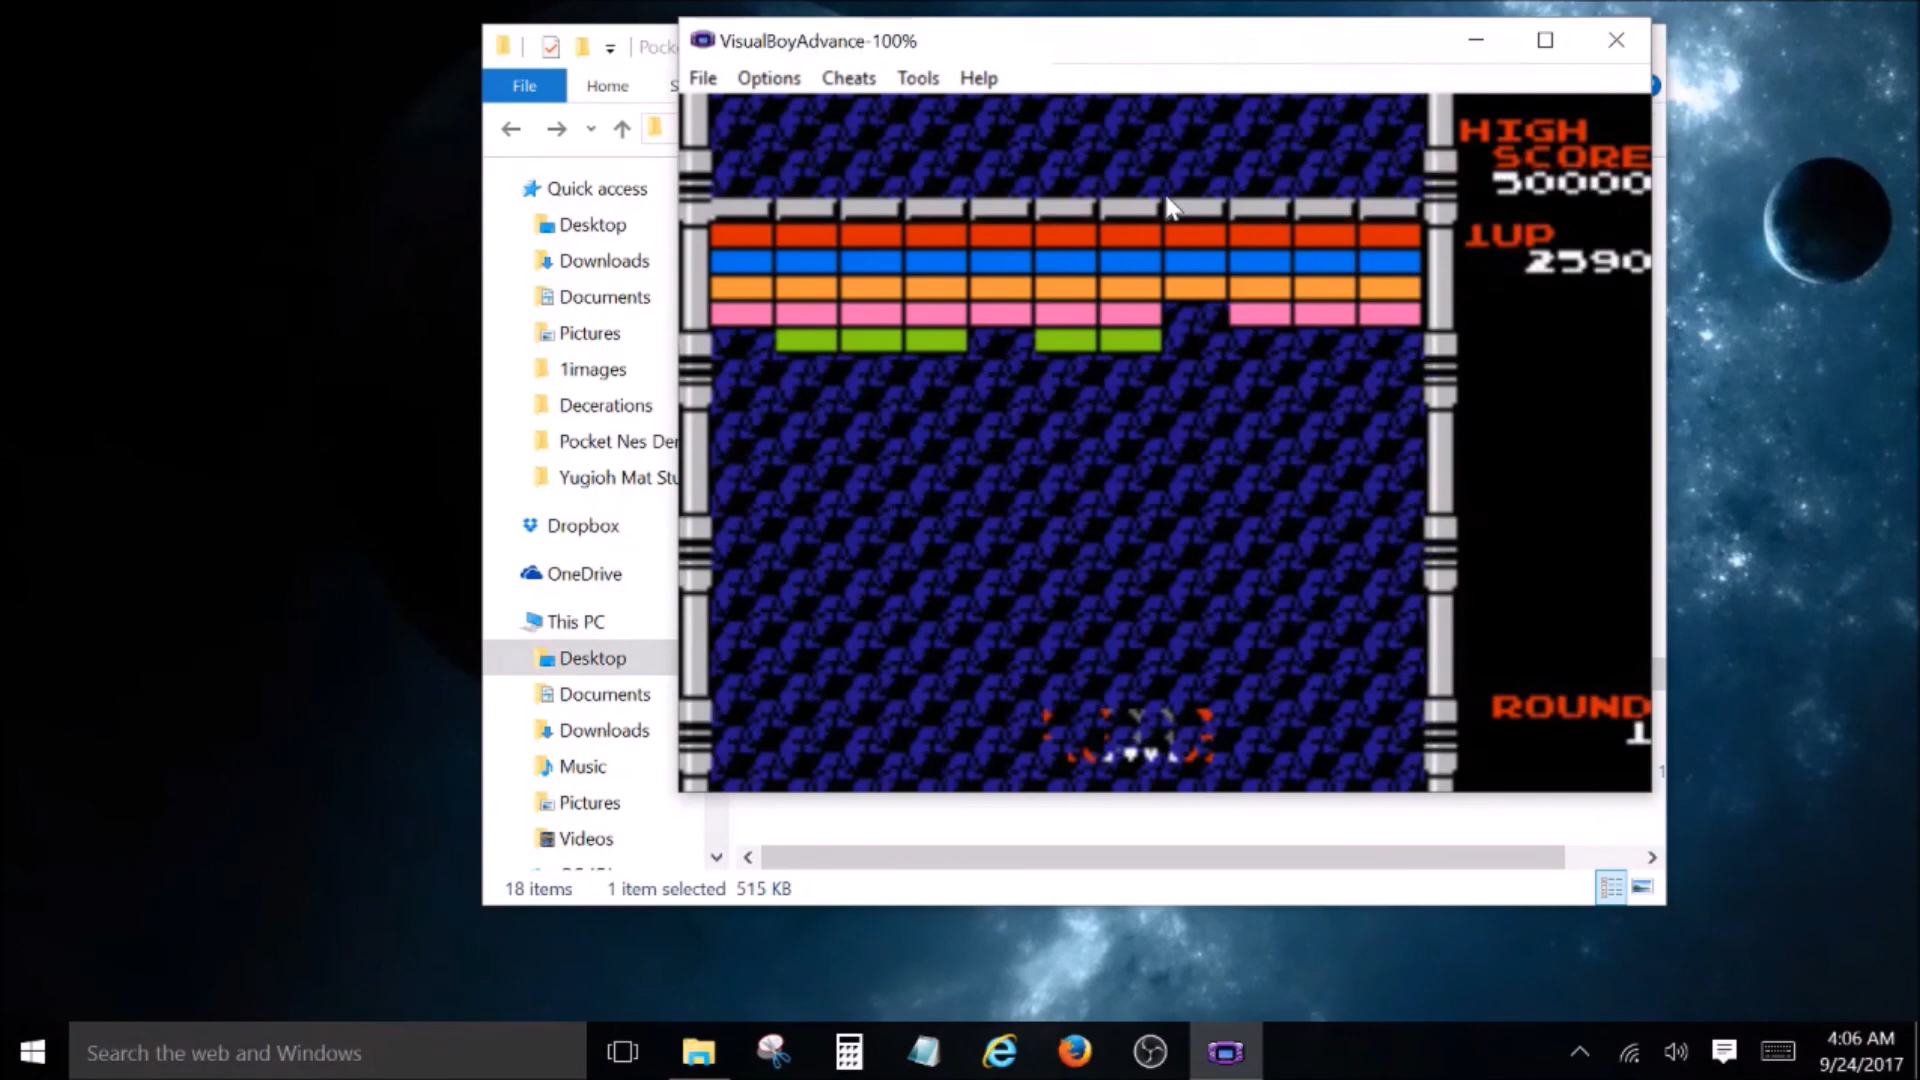 Pock
VisualBoyAdvance-100%
File
Home
File Options Cheats Tools Help
Quick access
Desktop
Downloads
Documents
Pictures
1images
Decerations
Pocket Nes De
Yugioh Mat Stu
Dropbox
OneDrive
This PC
Desktop
Documents
Downloads
Music
Pictures
Videos
HIGH
SCORE
50000
1UP
2590
ROUND
1
18 items 1 item selected 515 KB
Search the web and Windows
4:06 AM
9/24/2017